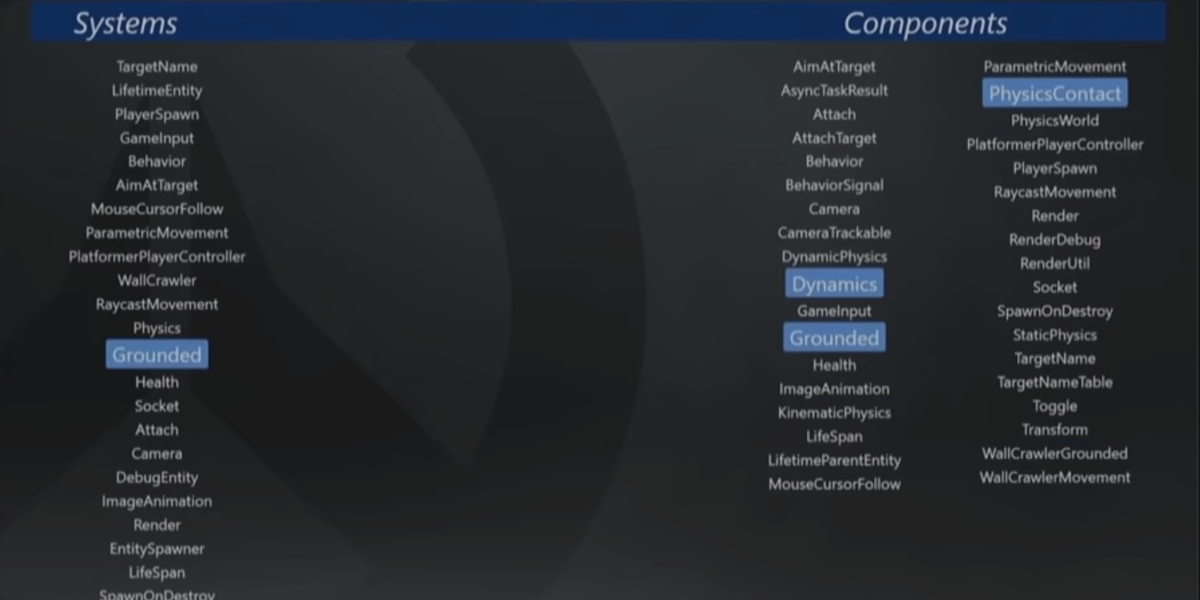 Systems
TargetName
LifetimeEntity
PlayerSpawn
GameInput
Behavior
AimAtTarget
MouseCursorFollow
ParametricMovement
PlatformerPlayerController
WallCrawler
RaycastMovement
Physics
Grounded
Health
Socket
Attach
Camera
DebugEntity
ImageAnimation
Render
EntitySpawner
LifeSpan
SpawnOnDestroy
Components
AimAtTarget
AsyncTaskResult
Attach
AttachTarget
Behavior
BehaviorSignal
Camera
CameraTrackable
DynamicPhysics
Dynamics
GameInput
Grounded
Health
ImageAnimation
KinematicPhysics
LifeSpan
LifetimeParentEntity
MouseCursorFollow
ParametricMovement
PhysicsContact
PhysicsWorld
PlatformerPlayerController
PlayerSpawn
RaycastMovement
Render
RenderDebug
RenderUtil
Socket
SpawnOnDestroy
StaticPhysics
TargetName
TargetNameTable
Toggle
Transform
WallCrawlerGrounded
WallCrawlerMovement